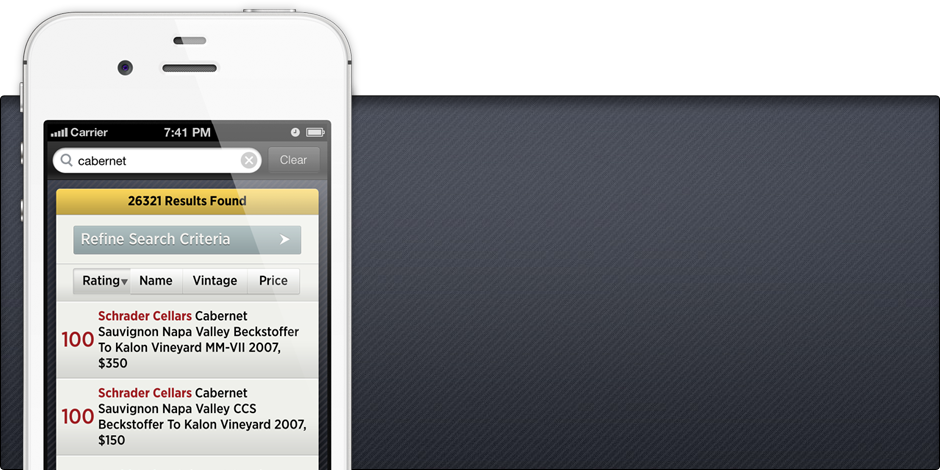 Carrier 7:41 PM
cabernet Clear
26321 Results Found
Refine Search Criteria
Rating Name Vintage Price
Schrader Cellars Cabernet
Sauvignon Napa Valley Beckstoffer
100 To Kalon Vineyard MM-VII 2007,
$350
Schrader Cellars Cabernet
Sauvignon Napa Valley CCS
100 Beckstoffer To Kalon Vineyard 2007,
$150